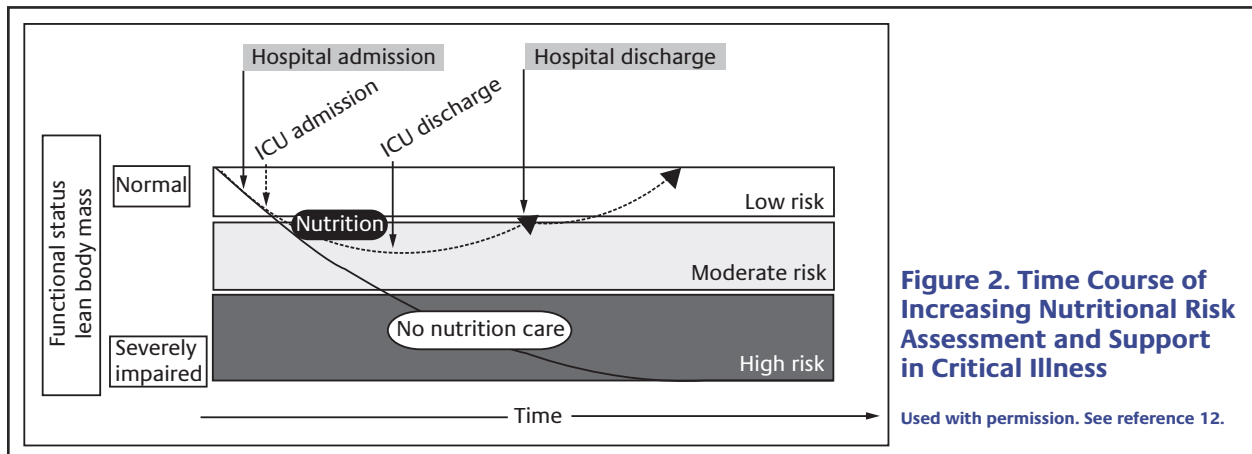 Hospital admission
Hospital discharge
ICU admission
ICU discharge
Functional status
lean body mass
Normal
Nutrition
Low risk
Moderate risk
No nutrition care
Severely
impaired
High risk
Time
Figure 2. Time Course of
Increasing Nutritional Risk
Assessment and Support
in Critical Illness
Used with permission. See reference 12.